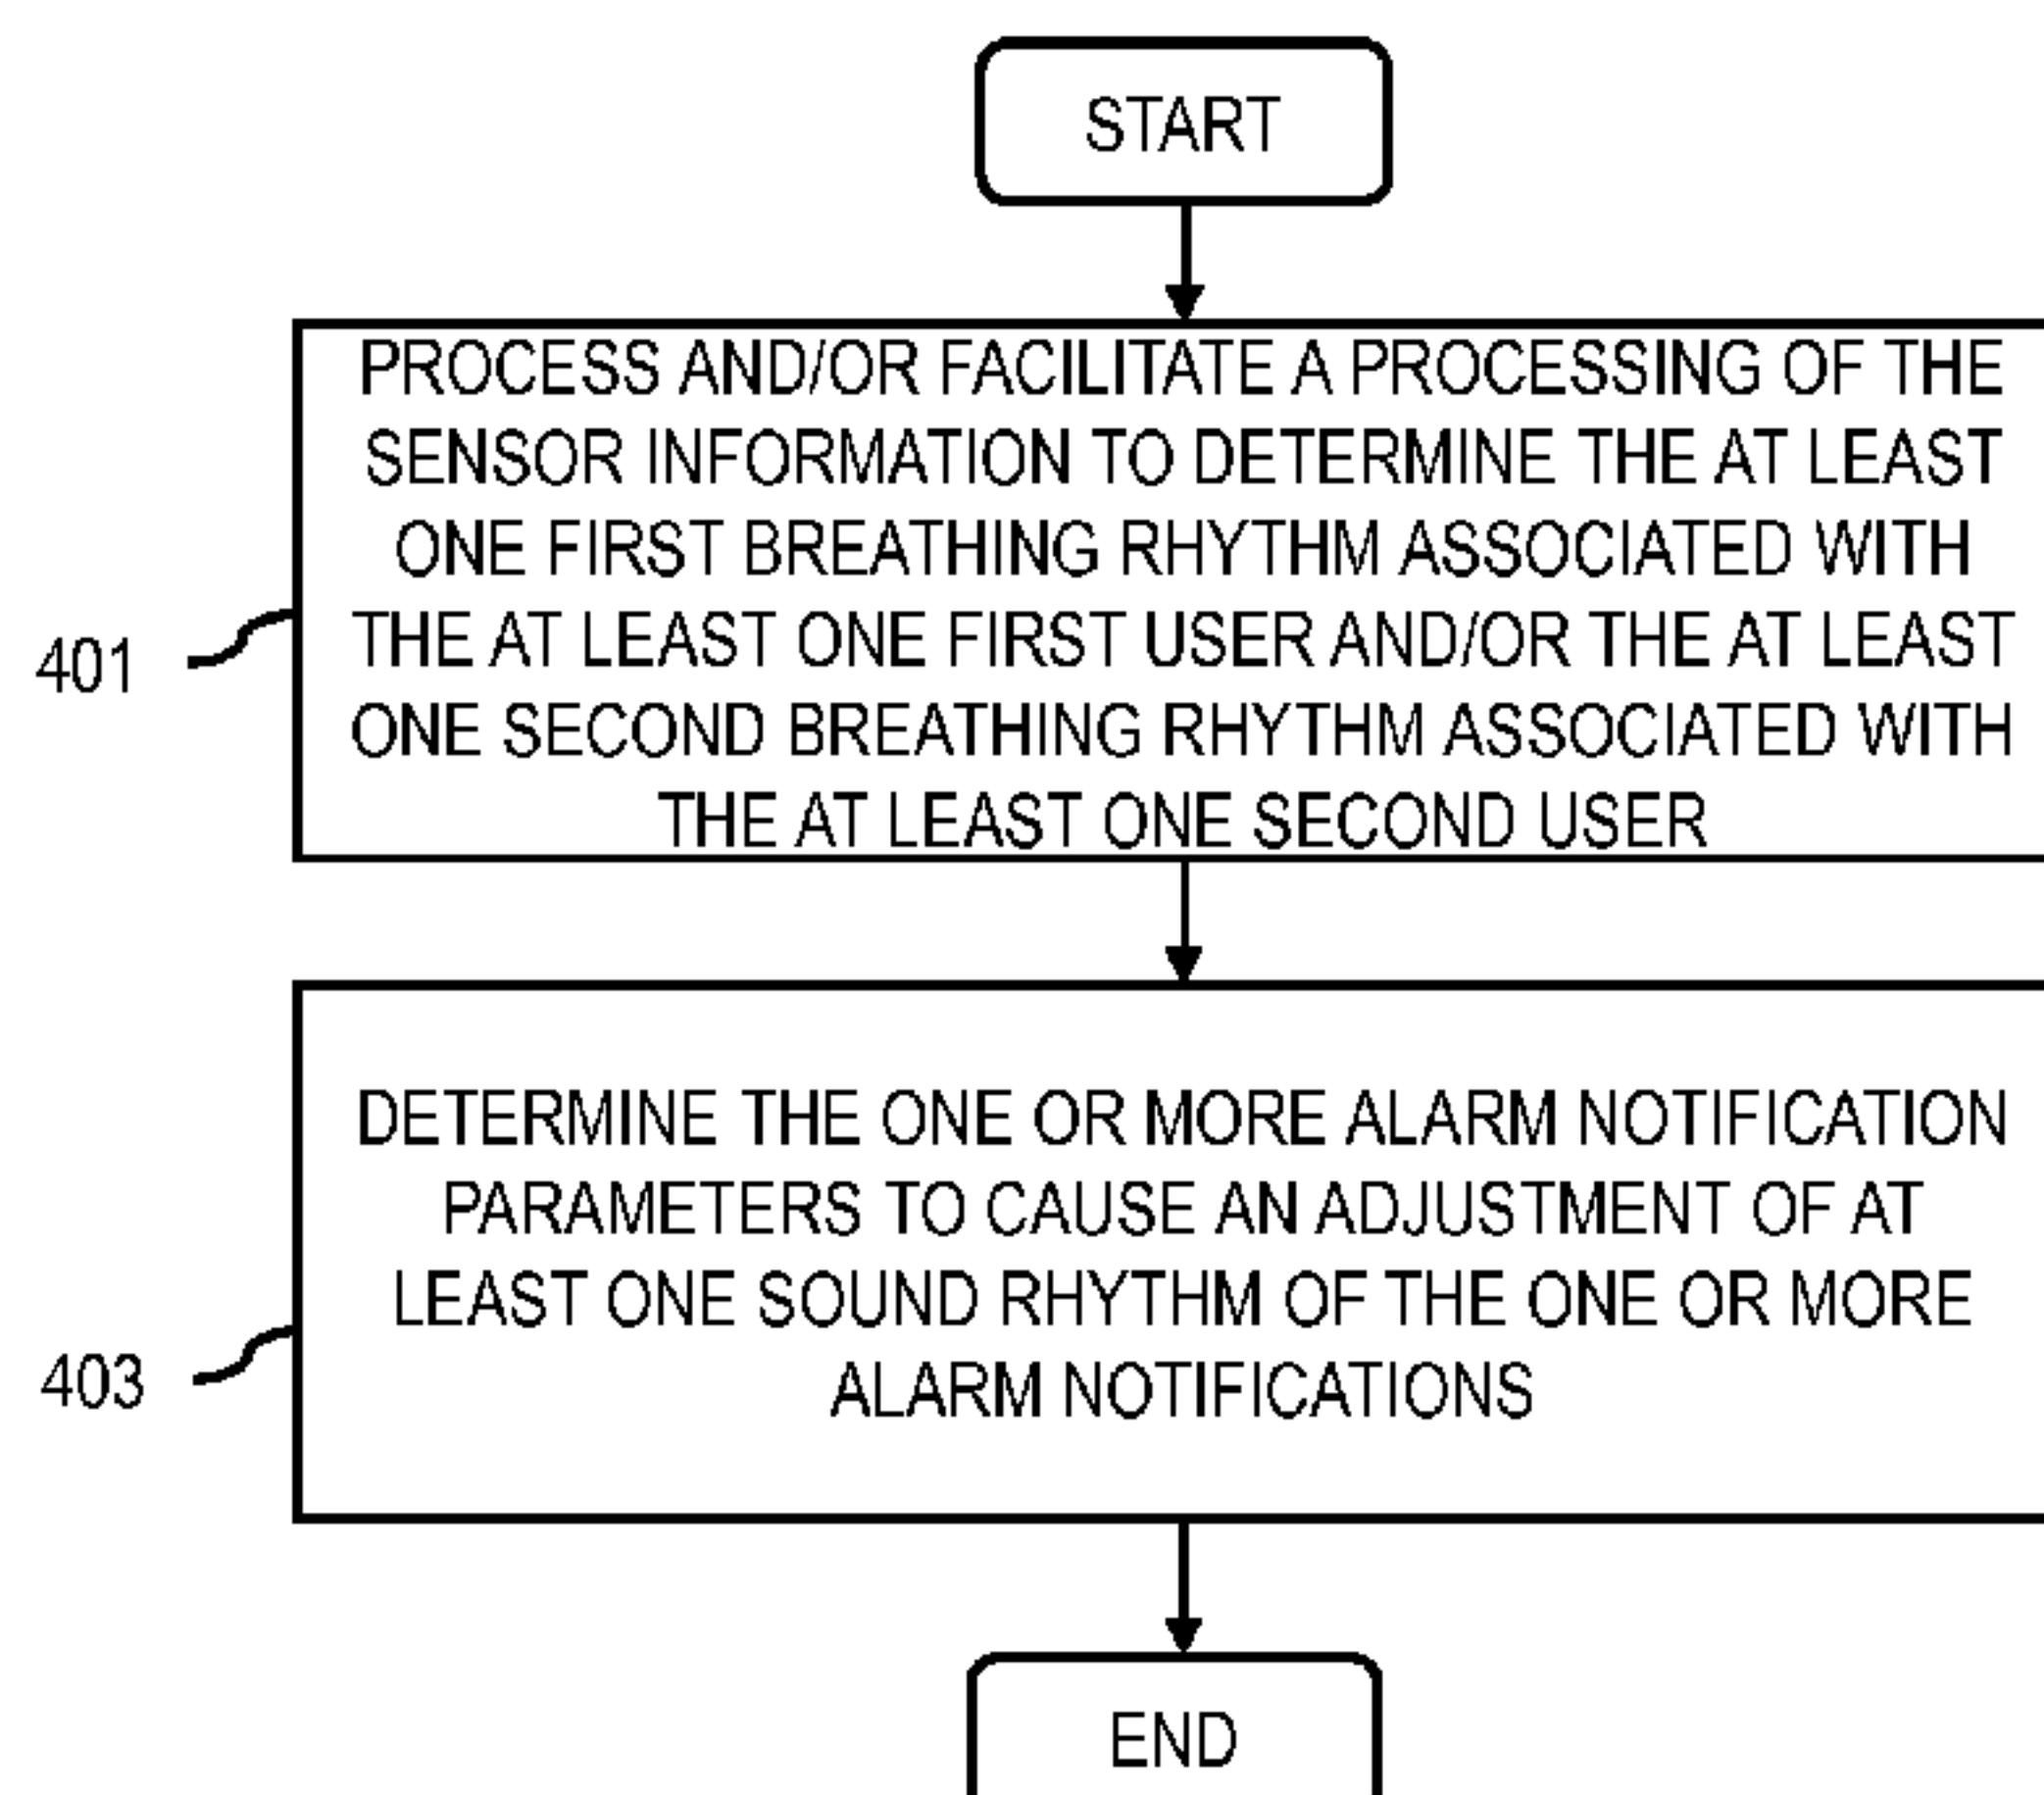 START
PROCESS AND/OR FACILITATE A PROCESSING OF THE
SENSOR INFORMATION TO DETERMINE THE AT LEAST
ONE FIRST BREATHING RHYTHM ASSOCIATED WITH
THE AT LEAST ONE FIRST USER AND/OR THE AT LEAST
ONE SECOND BREATHING RHYTHM ASSOCIATED WITH
THE AT LEAST ONE SECOND USER
401
DETERMINE THE ONE OR MORE ALARM NOTIFICATION
PARAMETERS TO CAUSE AN ADJUSTMENT OF AT
LEAST ONE SOUND RHYTHM OF THE ONE OR MORE
ALARM NOTIFICATIONS
403
END